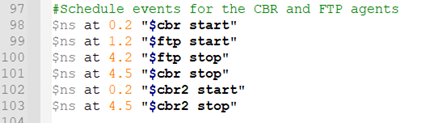 97 #Schedule events for the CBR and FTP agents
98 $ns at 0.2 "$cbr start"
99 $ns at 1.2 "$ftp start"
100 $ns at 4.2 "$ftp stop"
101 $ns at 4.5 "$cbr stop"
102 $ns at 0.2 "$cbr2 start"
103 $ns at 4.5 "$cbr2 stop"
104